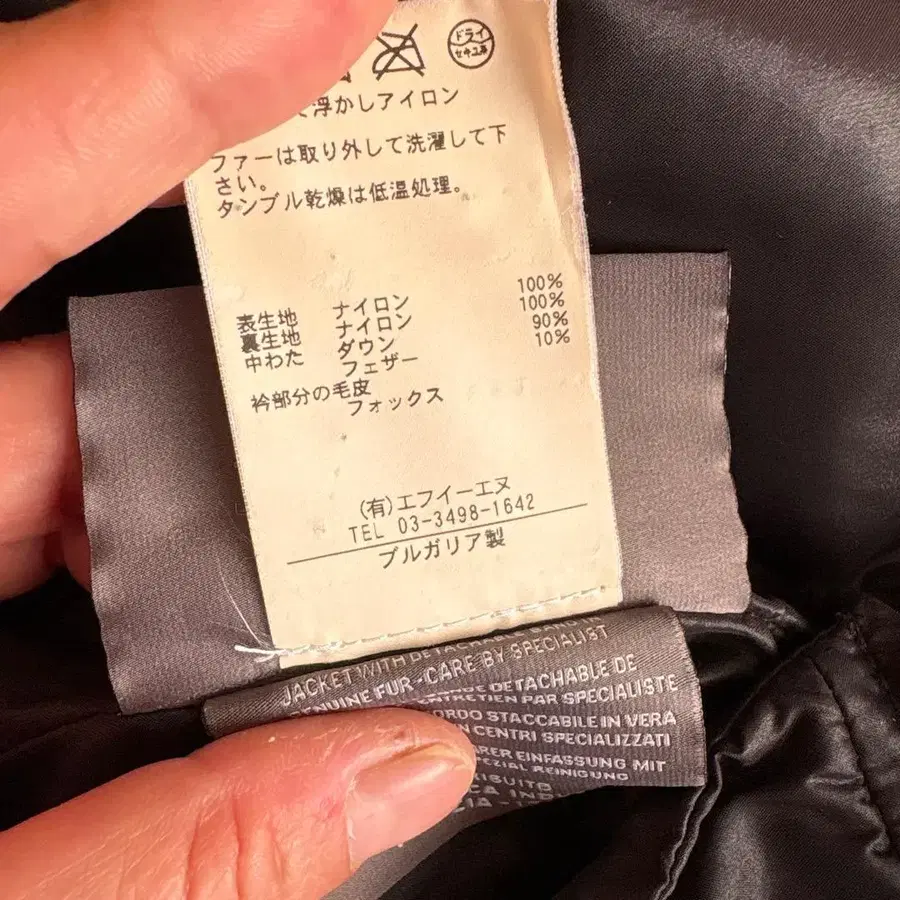 ドライ
セキユ系
て浮かしアイロン
ファーは取り外して洗濯して下
さい。
タンブル乾燥は低温処理。
表生地 ナイロン 100%
裏生地 ナイロン 100%
中わた ダウン 90%
フェザー 10%
衿部分の毛皮
フォックス
(有)エフイーエヌ
TEL 03-3498-1642
ブルガリア製
JACKET WITH DETACHABLE
GENUINE FUR - CARE BY SPECIALIST
DETACHABLE DE
ENTRETIEN PAR SPECIALISTE
BORDO STACCABILE IN VERA
IN CENTRI SPECIALIZZATI
EINFASSUNG MIT
REINIGUNG